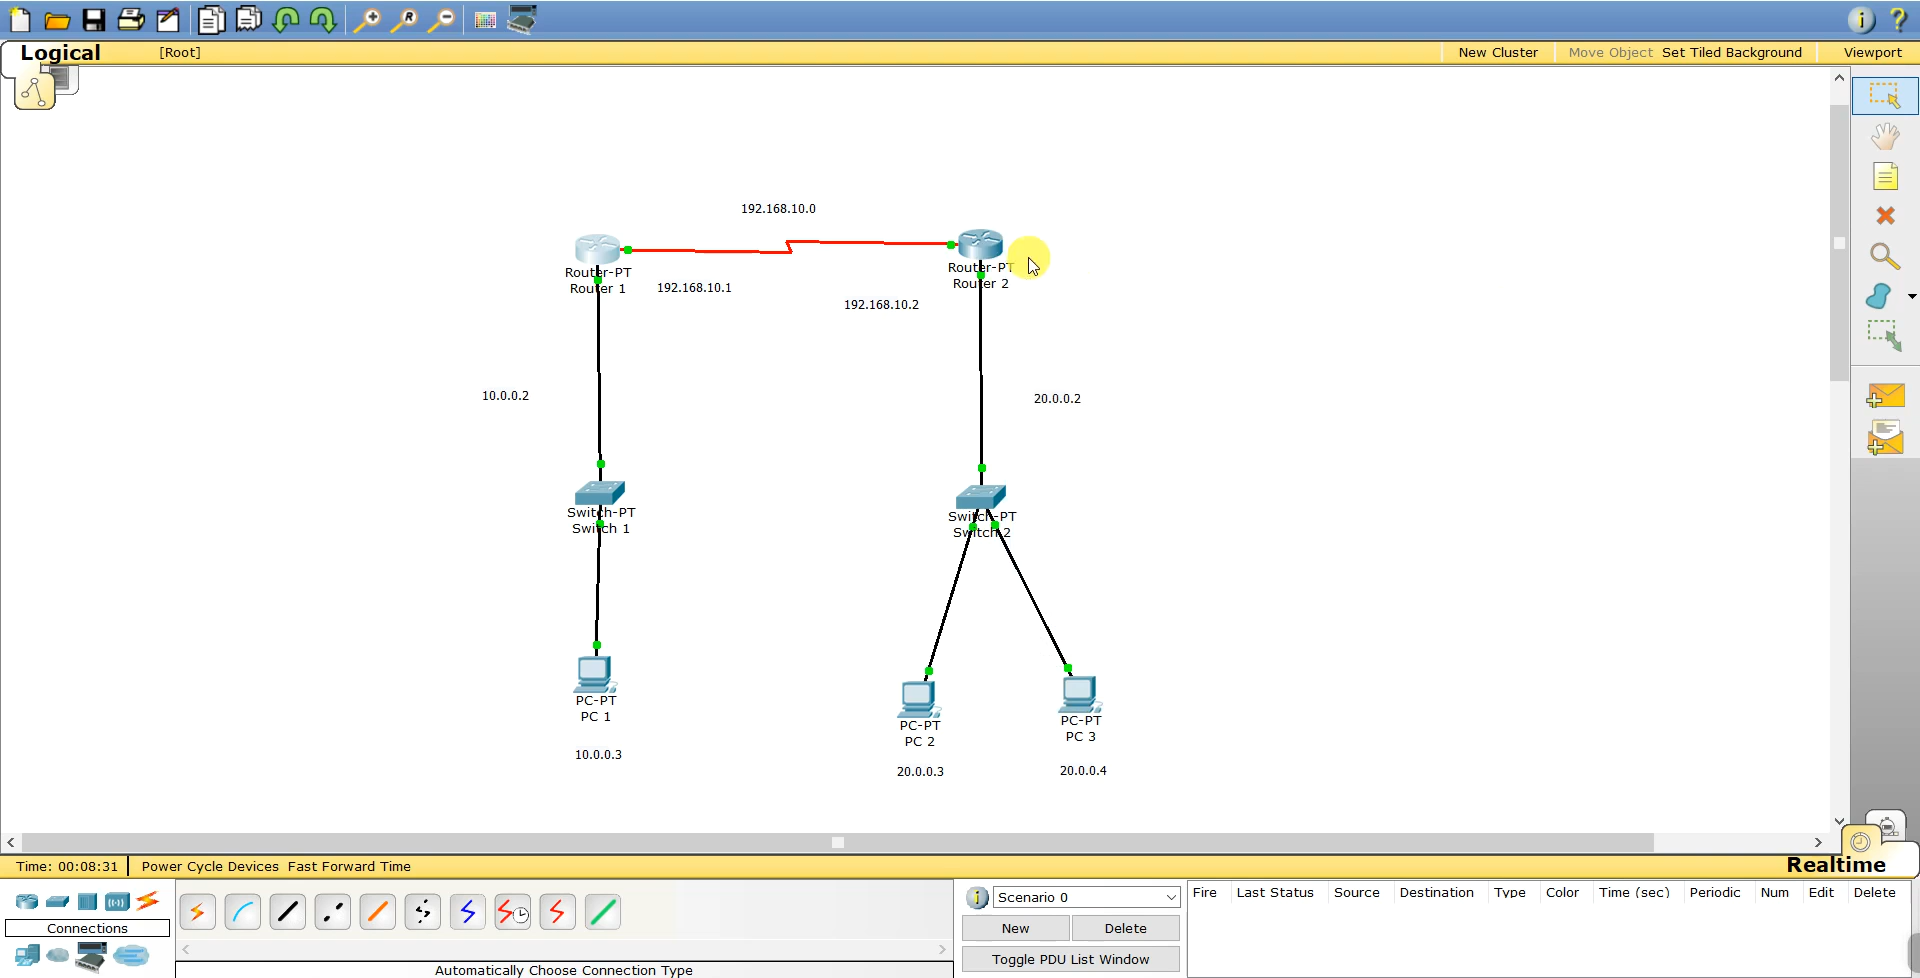 Logical
[Root]
New Cluster
Move Object
Set Tiled Background
Viewport
192.168.10.0
Router-PT
Router 1
192.168.10.1
Router-PT
Router 2
192.168.10.2
10.0.0.2
20.0.0.2
Switch-PT
Switch 1
Switch-PT
Switch 2
PC-PT
PC 1
10.0.0.3
PC-PT
PC 2
20.0.0.3
PC-PT
PC 3
20.0.0.4
Time: 00:08:31
Power Cycle Devices Fast Forward Time
Realtime
Connections
Automatically Choose Connection Type
Scenario 0
New
Delete
Toggle PDU List Window
Fire
Last Status
Source
Destination
Type
Color
Time (sec)
Periodic
Num
Edit
Delete